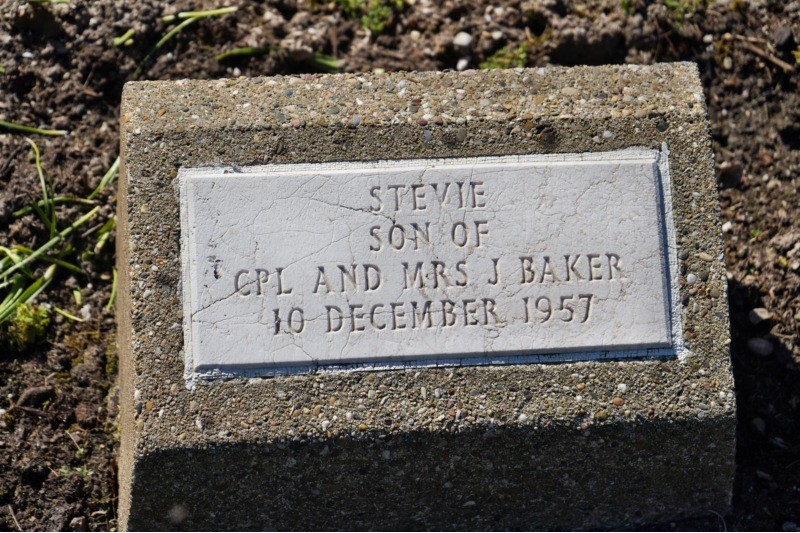 STEVIE
SON OF
CPL AND MRS J BAKER
10 DECEMBER 1957